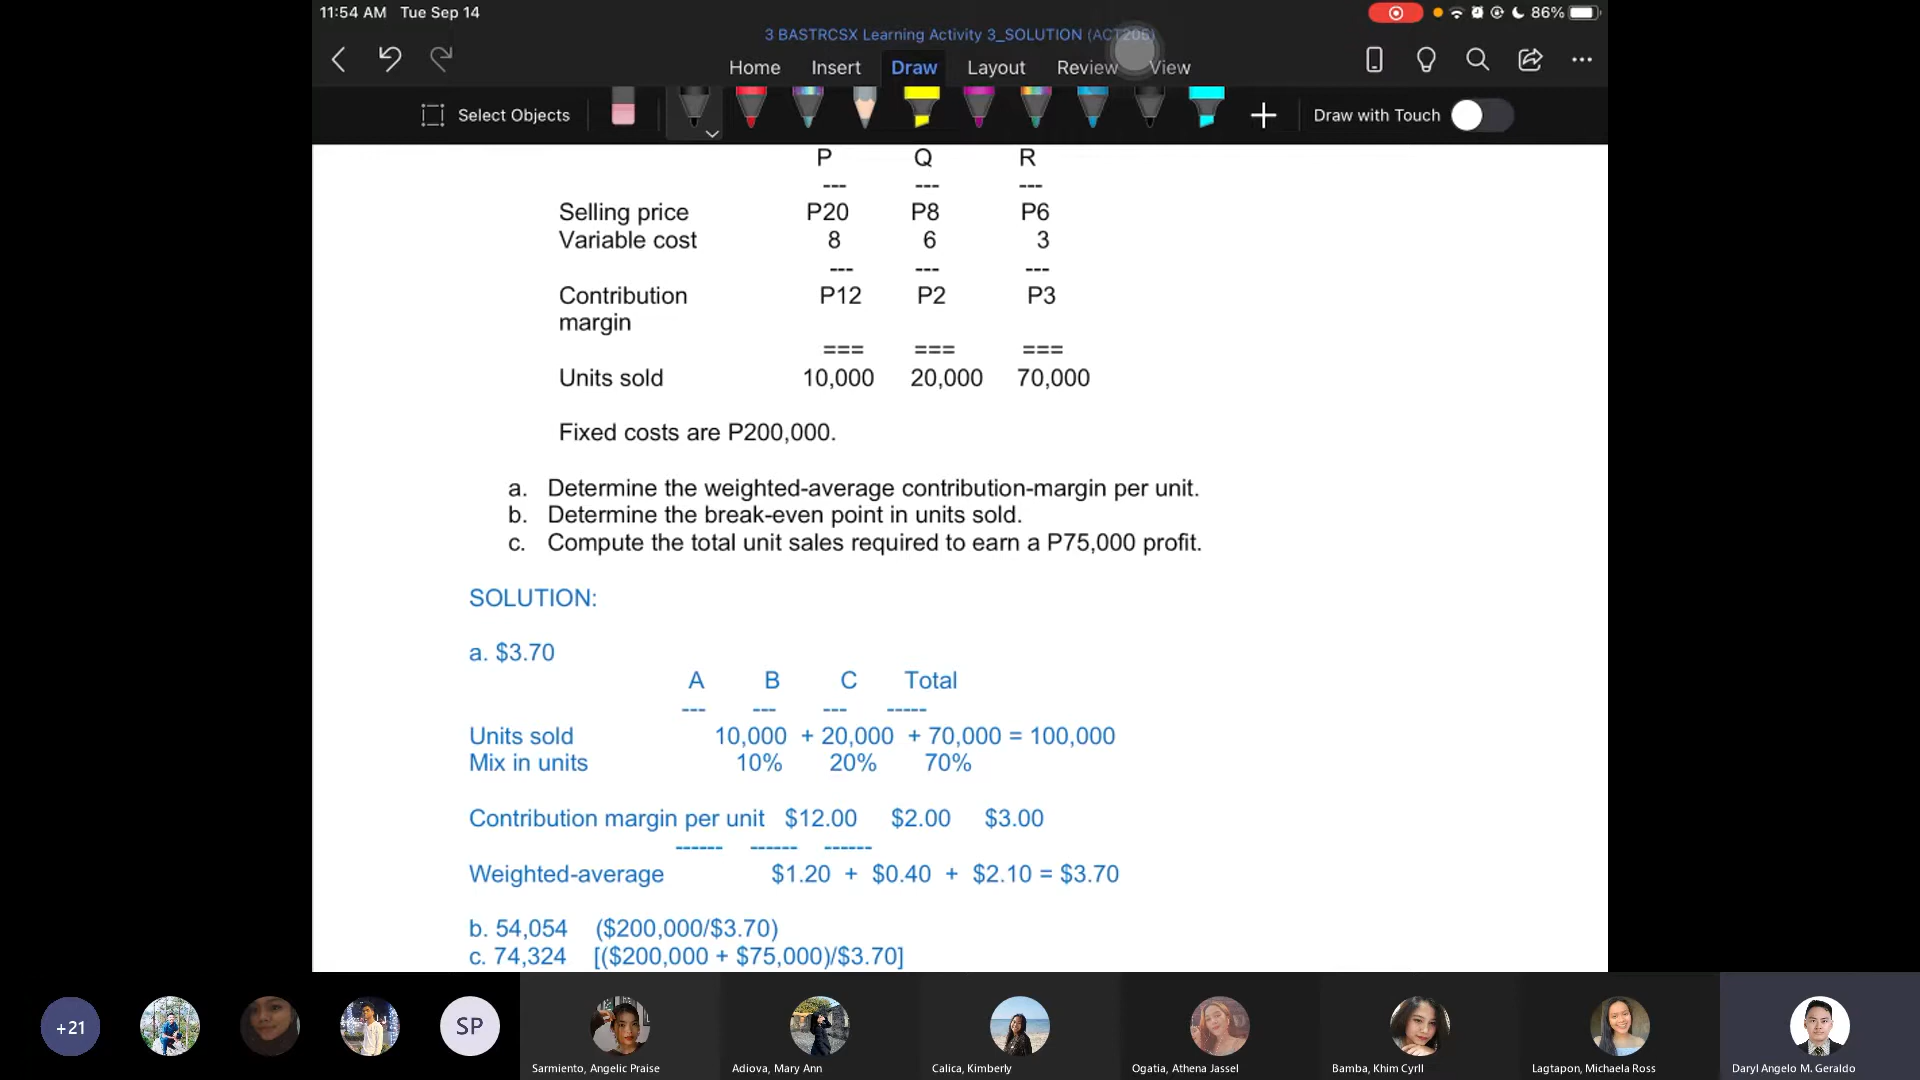 11:54 AM Tue Sep 14
86%
3 BASTRCSX Learning Activity 3_SOLUTION (ACT205)
Home Insert Draw Layout Review View
Select Objects
Draw with Touch
P Q R
--- --- ---
Selling price P20 P8 P6
Variable cost 8 6 3
--- --- ---
Contribution P12 P2 P3
margin
=== === ===
Units sold 10,000 20,000 70,000
Fixed costs are P200,000.
a. Determine the weighted-average contribution-margin per unit.
b. Determine the break-even point in units sold.
c. Compute the total unit sales required to earn a P75,000 profit.
SOLUTION:
a. $3.70
A B C Total
--- --- --- -----
Units sold 10,000 + 20,000 + 70,000 = 100,000
Mix in units 10% 20% 70%
Contribution margin per unit $12.00 $2.00 $3.00
------ ------ ------
Weighted-average $1.20 + $0.40 + $2.10 = $3.70
b. 54,054 ($200,000/$3.70)
c. 74,324 [($200,000 + $75,000)/$3.70]
+21
SP
Sarmiento, Angelic Praise
Adiova, Mary Ann
Calica, Kimberly
Ogatia, Athena Jassel
Bamba, Khim Cyrll
Lagtapon, Michaela Ross
Daryl Angelo M. Geraldo